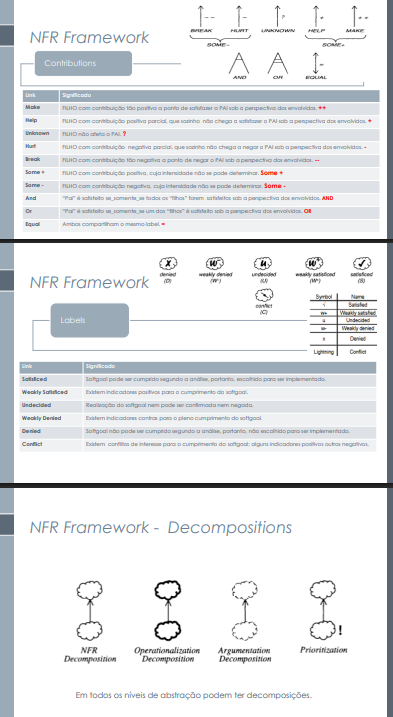 NFR Framework
Contributions
-- - ? + ++
BREAK HURT UNKNOWN HELP MAKE
SOME- SOME+
=
AND OR EQUAL
Link Significado
Make FILHO com contribuição tão positiva a ponto de satisfazer o PAI sob a perspectiva dos envolvidos. ++
Help FILHO com contribuição positiva parcial, que sozinho não chega a satisfazer o PAI sob a perspectiva dos envolvidos. +
Unknown FILHO não afeta o PAI. ?
Hurt FILHO com contribuição negativa parcial, que sozinho não chega a negar o PAI sob a perspectiva dos envolvidos. -
Break FILHO com contribuição tão negativa a ponto de negar o PAI sob a perspectiva dos envolvidos. --
Some + FILHO com contribuição positiva, cuja intensidade não se pode determinar. Some +
Some - FILHO com contribuição negativa, cuja intensidade não se pode determinar. Some -
And "Pai" é satisfeito se_somente_se todos os "filhos" forem satisfeitos sob a perspectiva dos envolvidos. AND
Or "Pai" é satisfeito se_somente_se um dos "filhos" é satisfeito sob a perspectiva dos envolvidos. OR
Equal Ambos compartilham o mesmo label. =
NFR Framework
Labels
x w- u w+ ✓
denied weakly denied undecided weakly satisficed satisficed
(D) (W-) (U) (W+) (S)
conflict
(C)
Symbol Name
√ Satisfied
W+ Weakly satisfied
u Undecided
W- Weakly denied
x Denied
Lightning Conflict
Link Significado
Satisficed Softgoal pode ser cumprido segundo a análise, portanto, escolhido para ser implementado.
Weakly Satisficed Existem indicadores positivos para o cumprimento do softgoal.
Undecided Realização do softgoal nem pode ser confirmada nem negada.
Weakly Denied Existem indicadores contras para o pleno cumprimento do softgoal.
Denied Softgoal não pode ser cumprido segundo a análise, portanto, não escolhido para ser implementado.
Conflict Existem conflitos de interesse para o cumprimento do softgoal; alguns indicadores positivos outros negativos.
NFR Framework - Decompositions
!
NFR Operationalization Argumentation Prioritization
Decomposition Decomposition Decomposition
Em todos os níveis de abstração podem ter decomposições.